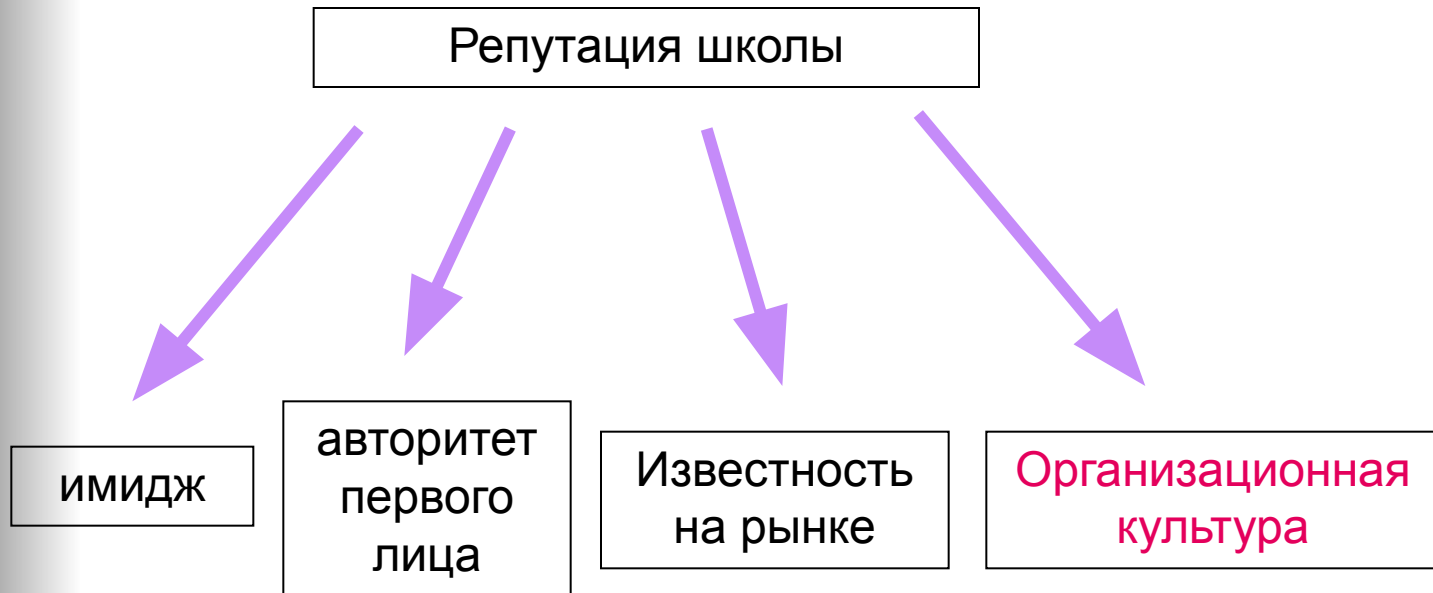 Репутация школы
имидж
авторитет
первого
лица
Известность
на рынке
Организационная
культура